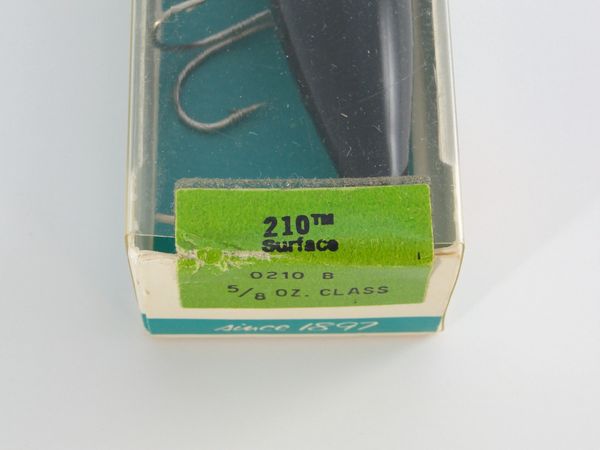 210™
Surface
0210 B
5/8 OZ. CLASS
since 1897